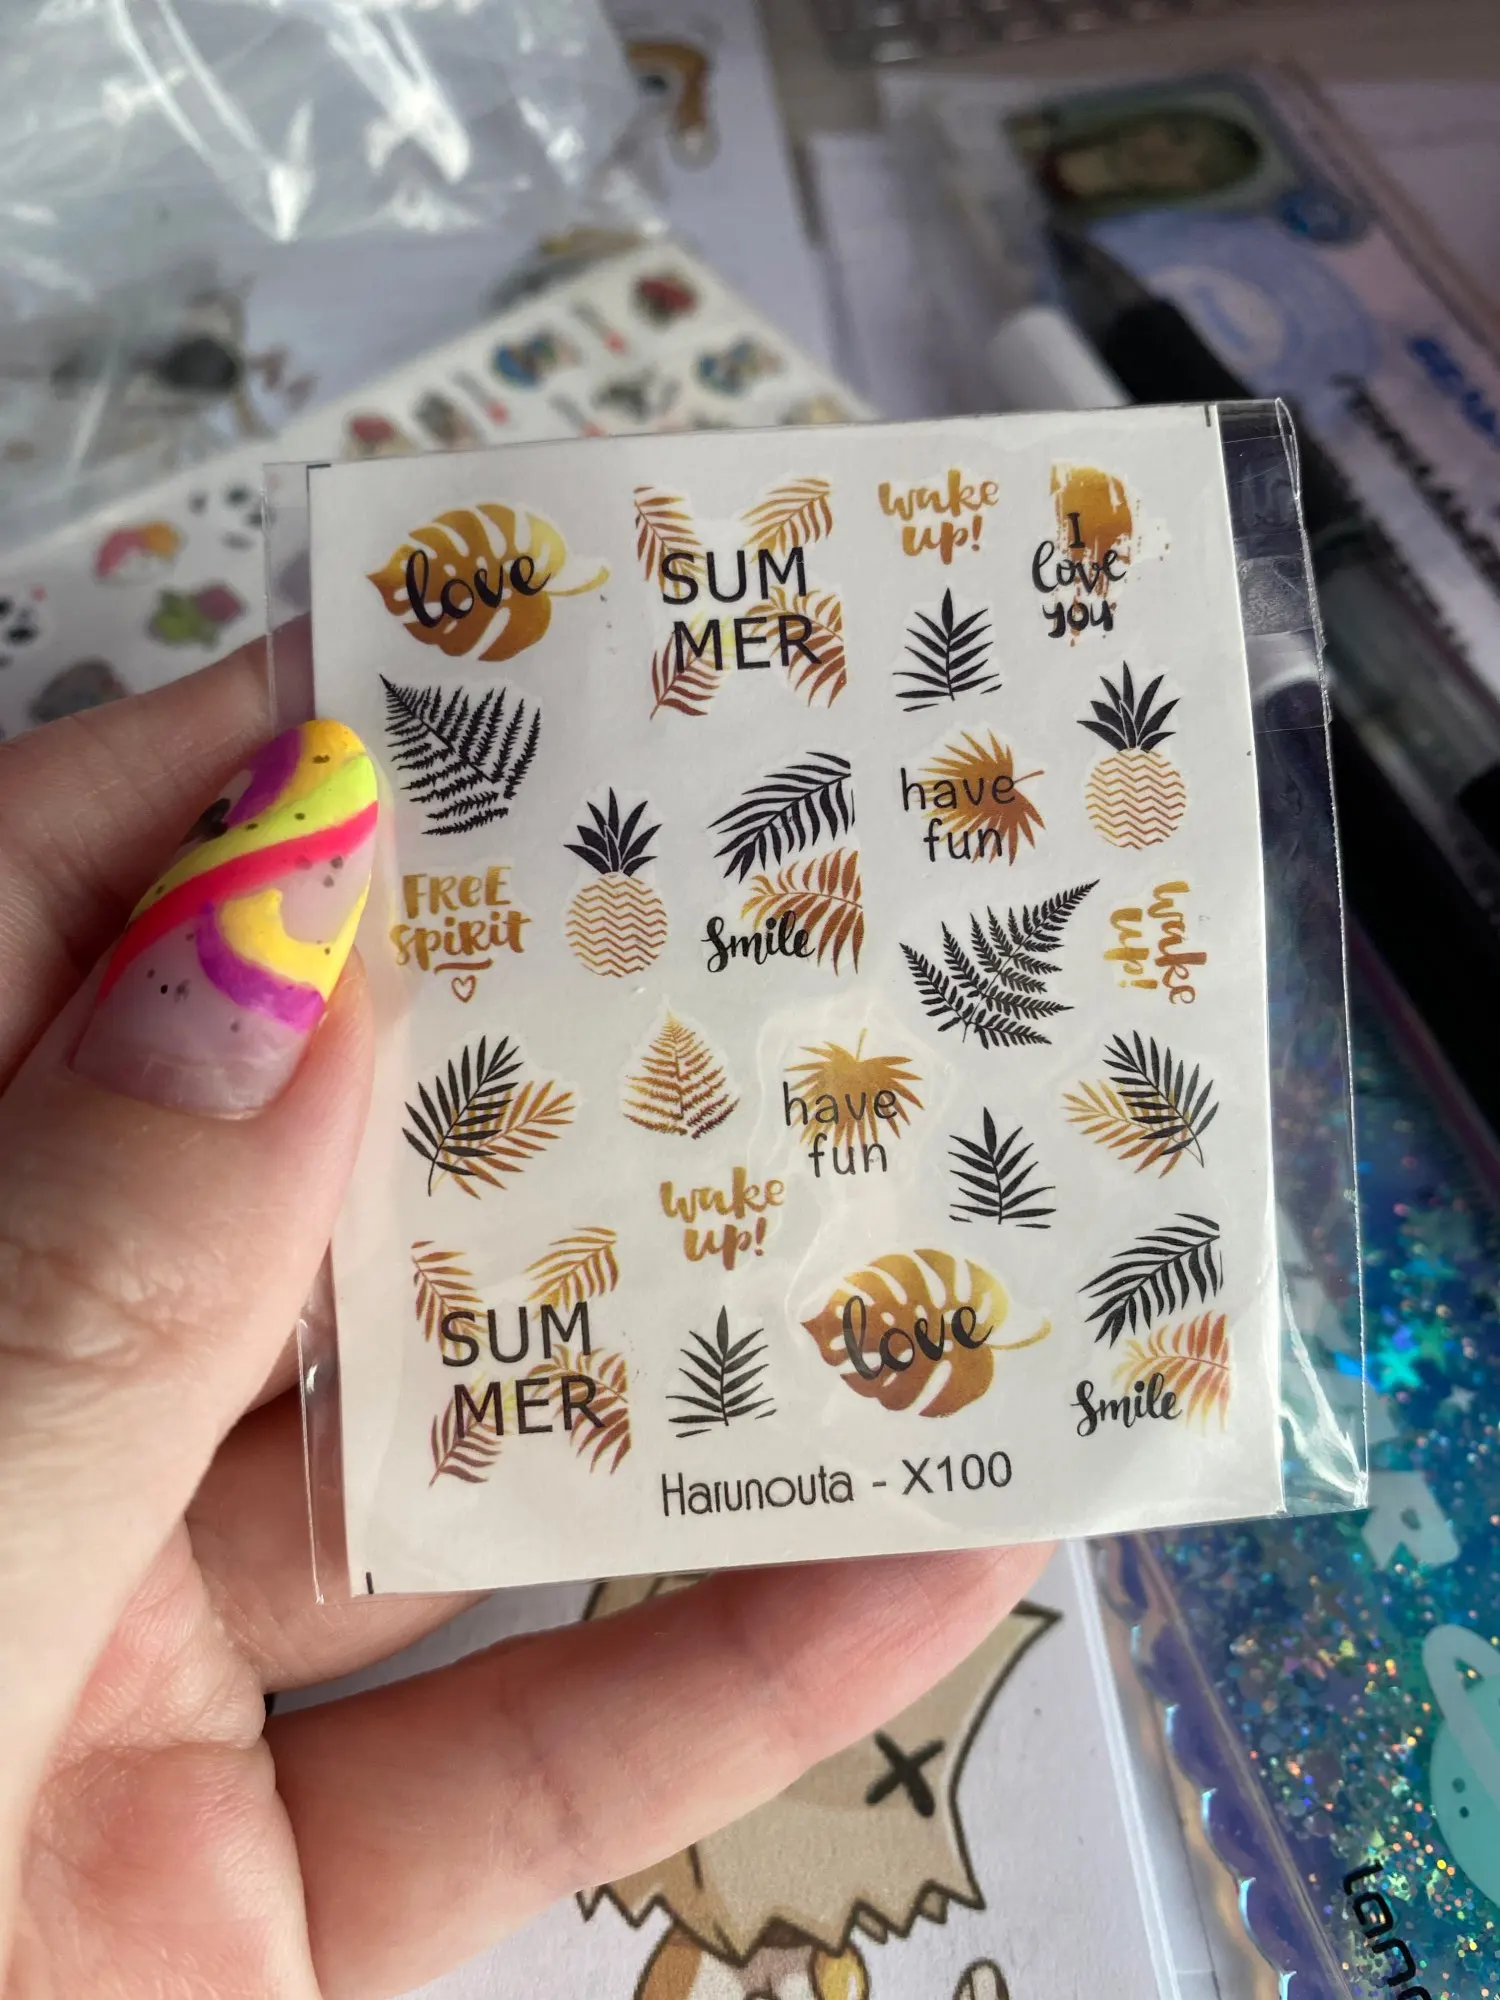 love
SUM
MER
wake
up!
I
love
you
have
fun
FREE
spirit
smile
wake
up!
have
fun
wake
up!
SUM
MER
love
smile
Harunouta - X100